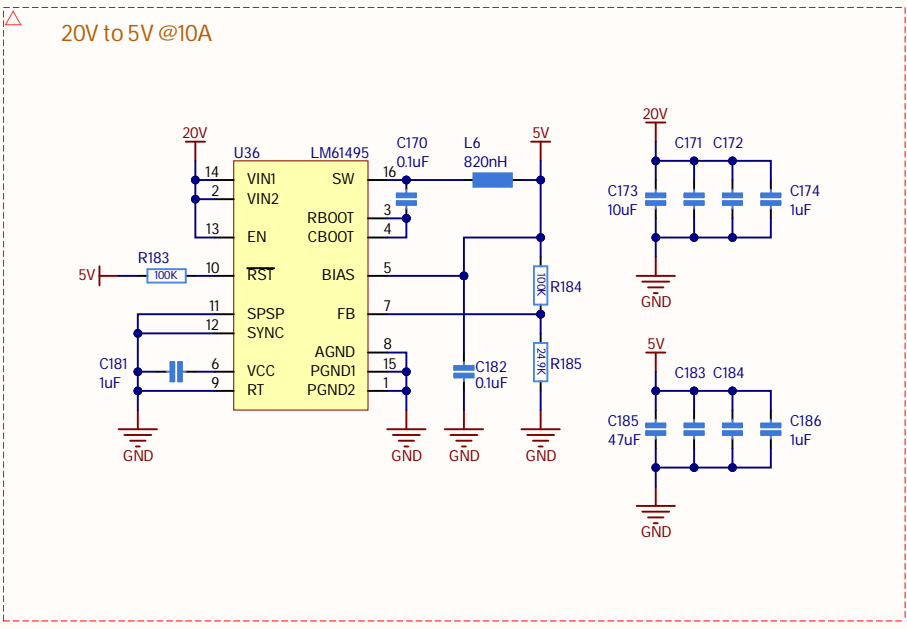 20V to 5V @10A
20V
U36
LM61495
14
VIN1
2
VIN2
13
EN
R183
5V
100K
10
RST
11
SPSP
12
SYNC
C181
1uF
6
VCC
9
RT
GND
SW
16
RBOOT
3
CBOOT
4
BIAS
5
FB
7
AGND
8
PGND1
15
PGND2
1
GND
C170
0.1uF
L6
820nH
5V
100K
R184
24.9K
R185
C182
0.1uF
GND
GND
20V
C171
C172
C173
10uF
C174
1uF
GND
5V
C183
C184
C185
47uF
C186
1uF
GND